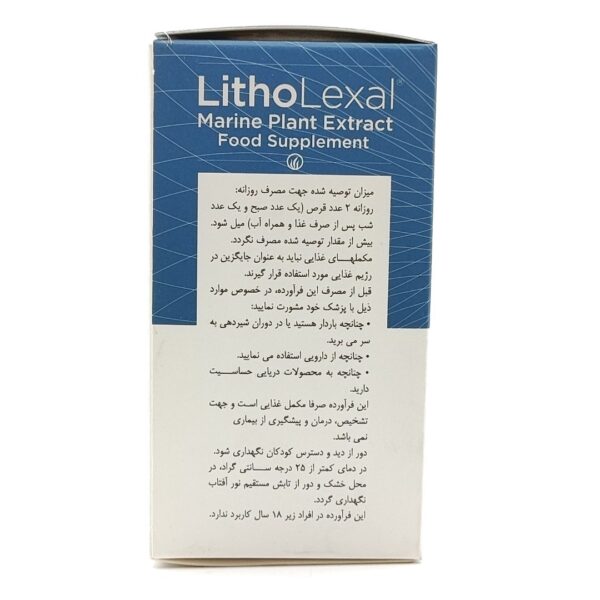 LithoLexal®
Marine Plant Extract
Food Supplement
میزان توصیه شده جهت مصرف روزانه:
روزانه ۲ عدد قرص (یک عدد صبح و یک عدد
شب پس از صرف غذا و همراه آب) میل شود.
بیش از مقدار توصیه شده مصرف نگردد.
مکملهای غذایی نباید به عنوان جایگزین در
رژیم غذایی مورد استفاده قرار گیرند.
قبل از مصرف این فرآورده، در خصوص موارد
ذیل با پزشک خود مشورت نمایید:
• چنانچه باردار هستید یا در دوران شیردهی به
سر می برید.
• چنانچه از دارویی استفاده می نمایید.
• چنانچه به محصولات دریایی حساسیت
دارید.
این فرآورده صرفا مکمل غذایی است و جهت
تشخیص، درمان و پیشگیری از بیماری
نمی باشد.
دور از دید و دسترس کودکان نگهداری شود.
در دمای کمتر از ۲۵ درجه سانتی گراد، در
محل خشک و دور از تابش مستقیم نور آفتاب
نگهداری گردد.
این فرآورده در افراد زیر ۱۸ سال کاربرد ندارد.